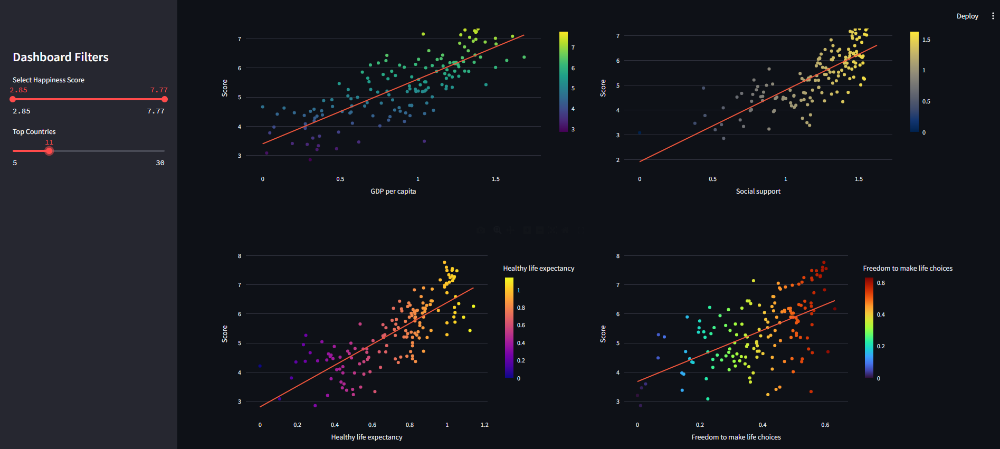 Deploy
Dashboard Filters
Select Happiness Score
2.85 7.77
2.85 7.77
Top Countries
11
5 30
Score
7
6
5
4
3
0 0.5 1 1.5
GDP per capita
7
6
5
4
3
Score
7
6
5
4
3
2
0 0.5 1 1.5
Social support
1.5
1
0.5
0
Score
8
7
6
5
4
3
0 0.2 0.4 0.6 0.8 1 1.2
Healthy life expectancy
Healthy life expectancy
1
0.8
0.6
0.4
0.2
0
Score
8
7
6
5
4
3
0 0.2 0.4 0.6
Freedom to make life choices
Freedom to make life choices
0.6
0.4
0.2
0